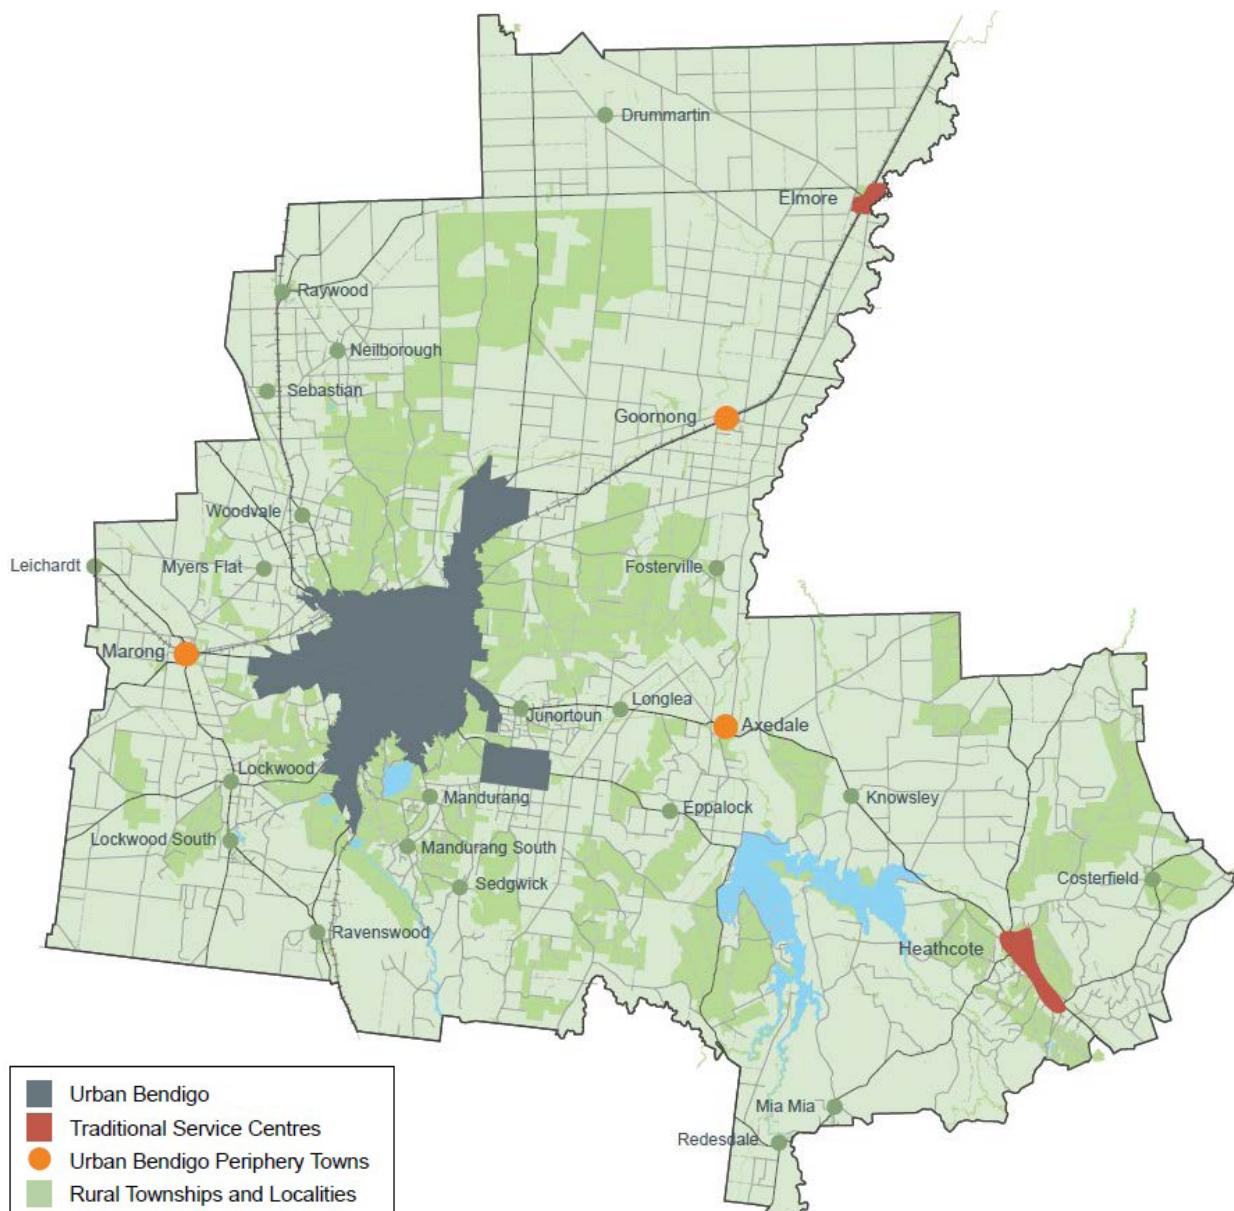 Drummartin
Elmore
Raywood
Neilborough
Sebastian
Goornong
Woodvale
Leichardt
Myers Flat
Fosterville
Marong
Longlea
Junortoun
Axedale
Lockwood
Mandurang
Knowsley
Eppalock
Lockwood South
Mandurang South
Sedgwick
Costerfield
Ravenswood
Heathcote
Mia Mia
Redesdale
Urban Bendigo
Traditional Service Centres
Urban Bendigo Periphery Towns
Rural Townships and Localities